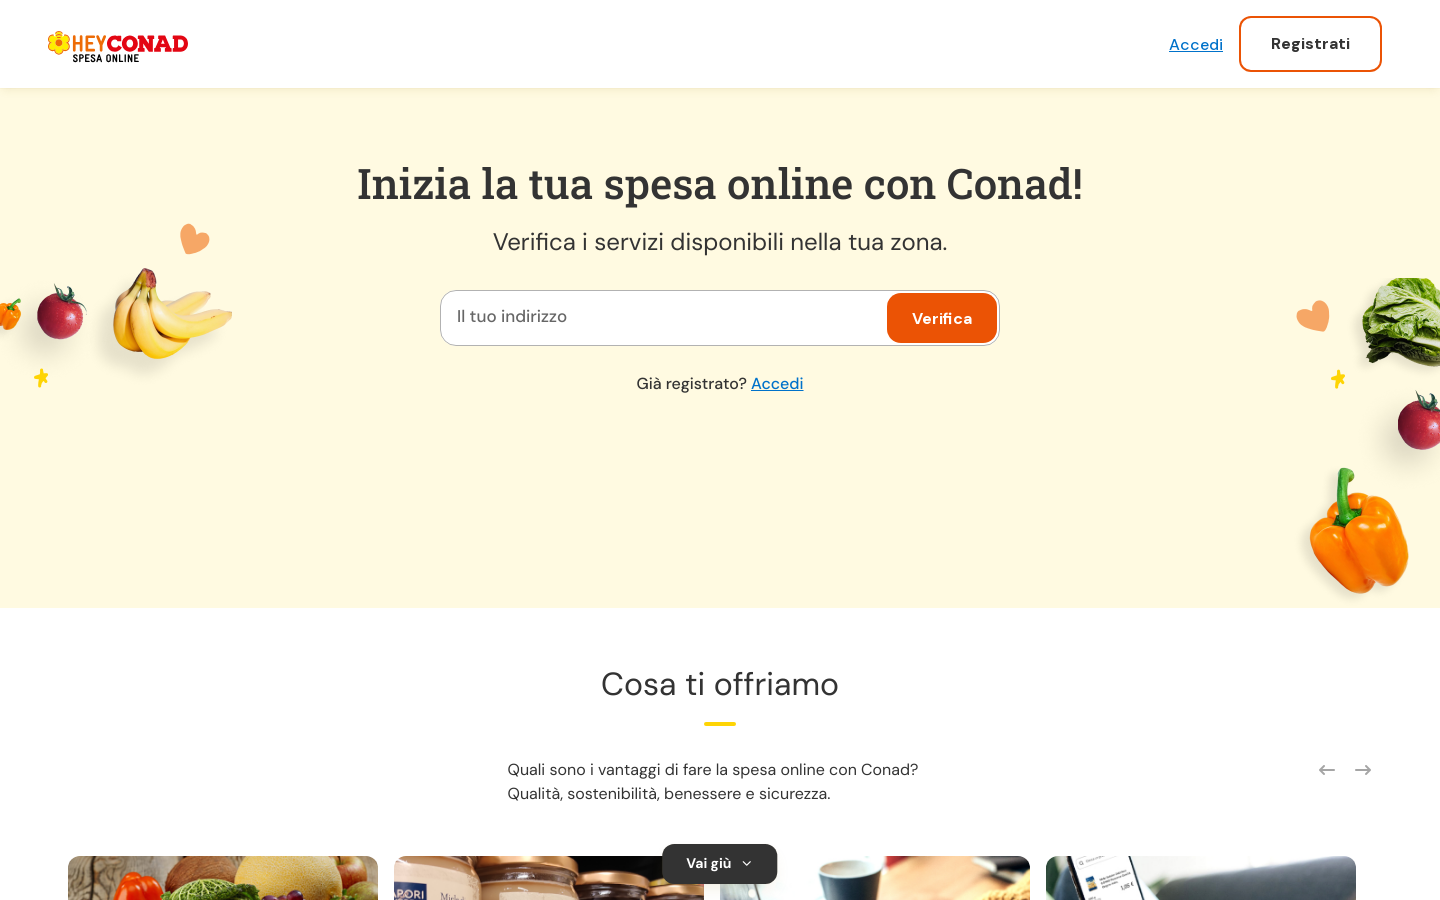 HEYCONAD
SPESA ONLINE
Accedi
Registrati
Inizia la tua spesa online con Conad!
Verifica i servizi disponibili nella tua zona.
Il tuo indirizzo
Verifica
Già registrato? Accedi
Cosa ti offriamo
Quali sono i vantaggi di fare la spesa online con Conad?
Qualità, sostenibilità, benessere e sicurezza.
Vai giù